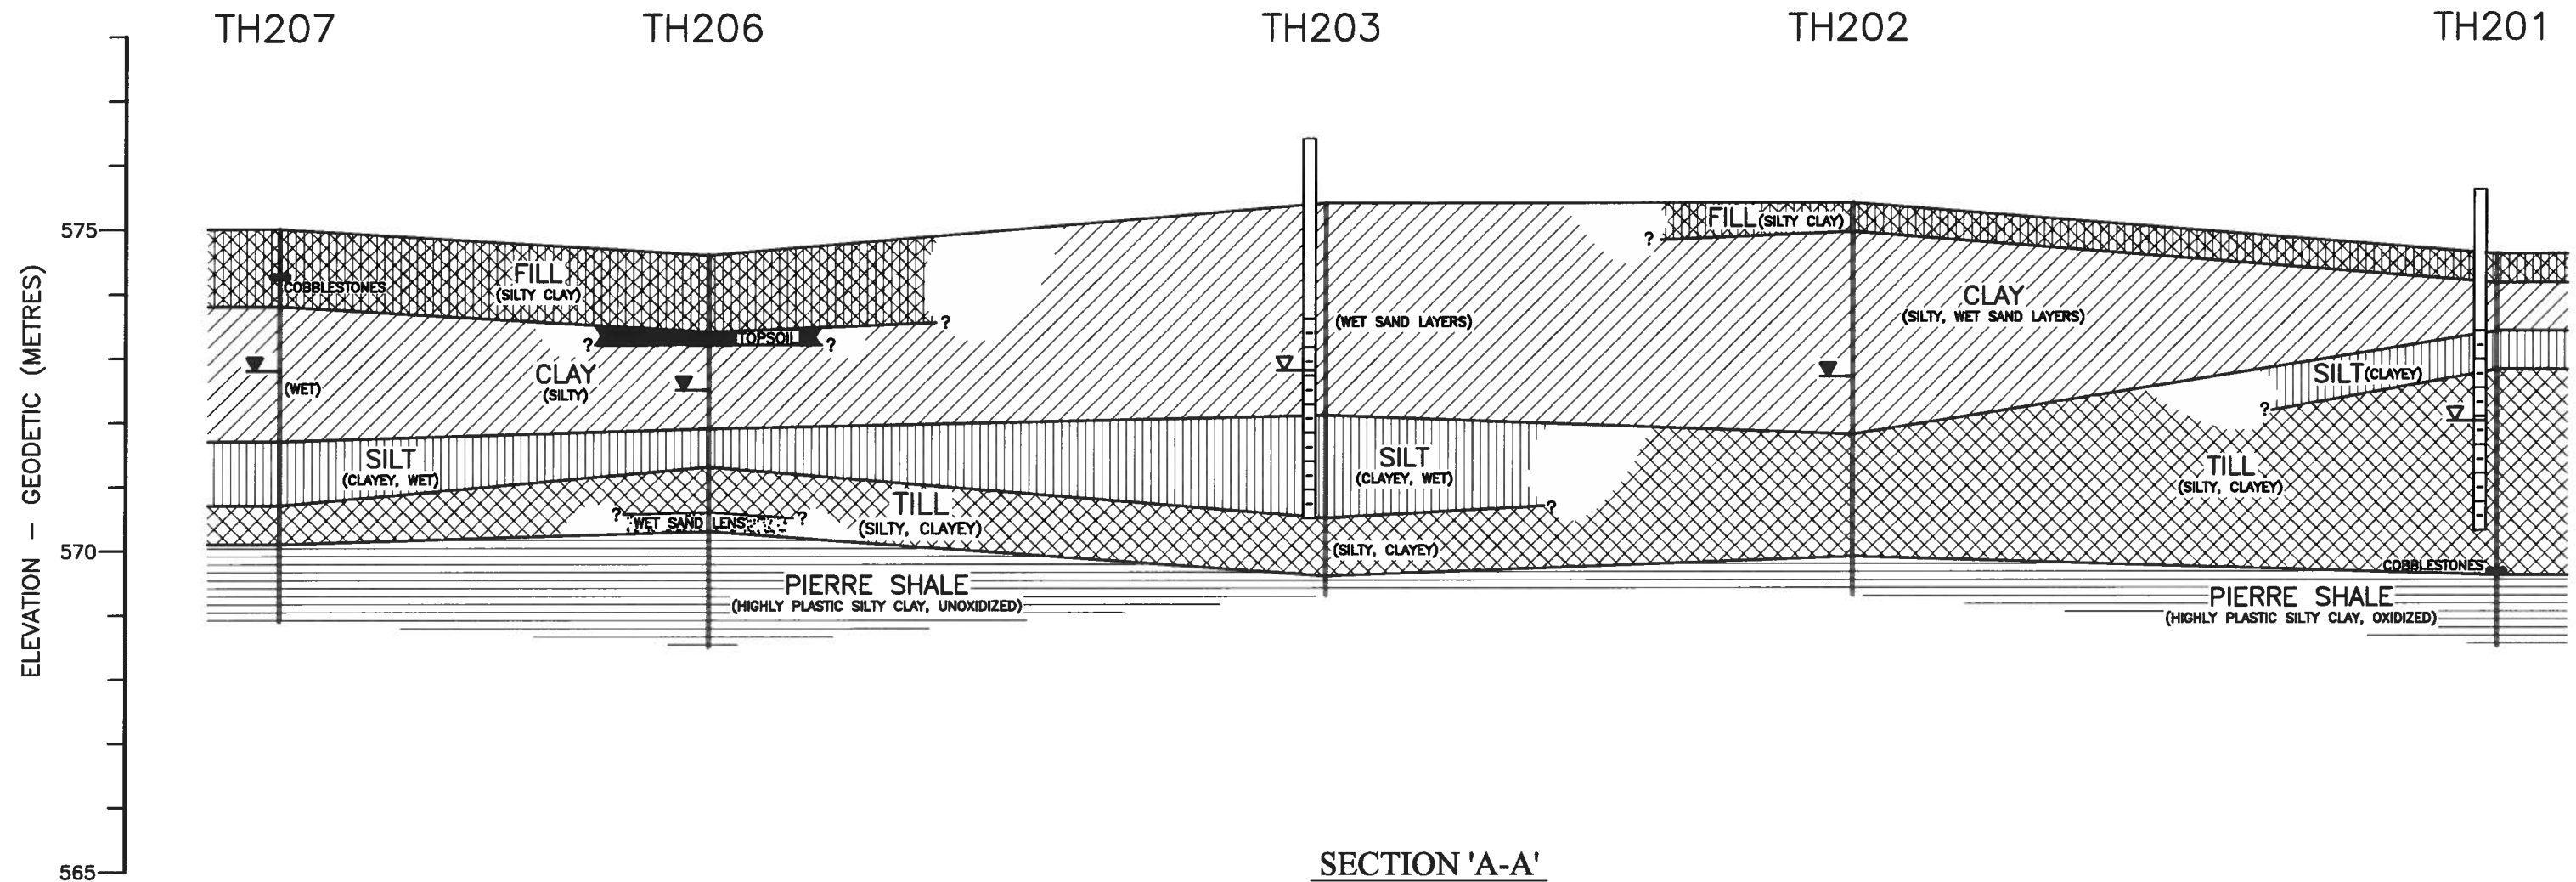 TH207 TH206 TH203 TH202 TH201
ELEVATION - GEODETIC (METRES)
575
570
565
FILL (SILTY CLAY)
FILL
(SILTY CLAY)
COBBLESTONES
? TOPSOIL ?
?
?
(WET SAND LAYERS)
CLAY
(SILTY, WET SAND LAYERS)
CLAY
(SILTY)
(WET)
SILT (CLAYEY)
?
SILT
(CLAYEY, WET)
SILT
(CLAYEY, WET)
?
TILL
(SILTY, CLAYEY)
TILL
(SILTY, CLAYEY)
? WET SAND LENS ?
(SILTY, CLAYEY)
COBBLESTONES
PIERRE SHALE
(HIGHLY PLASTIC SILTY CLAY, UNOXIDIZED)
PIERRE SHALE
(HIGHLY PLASTIC SILTY CLAY, OXIDIZED)
SECTION 'A-A'